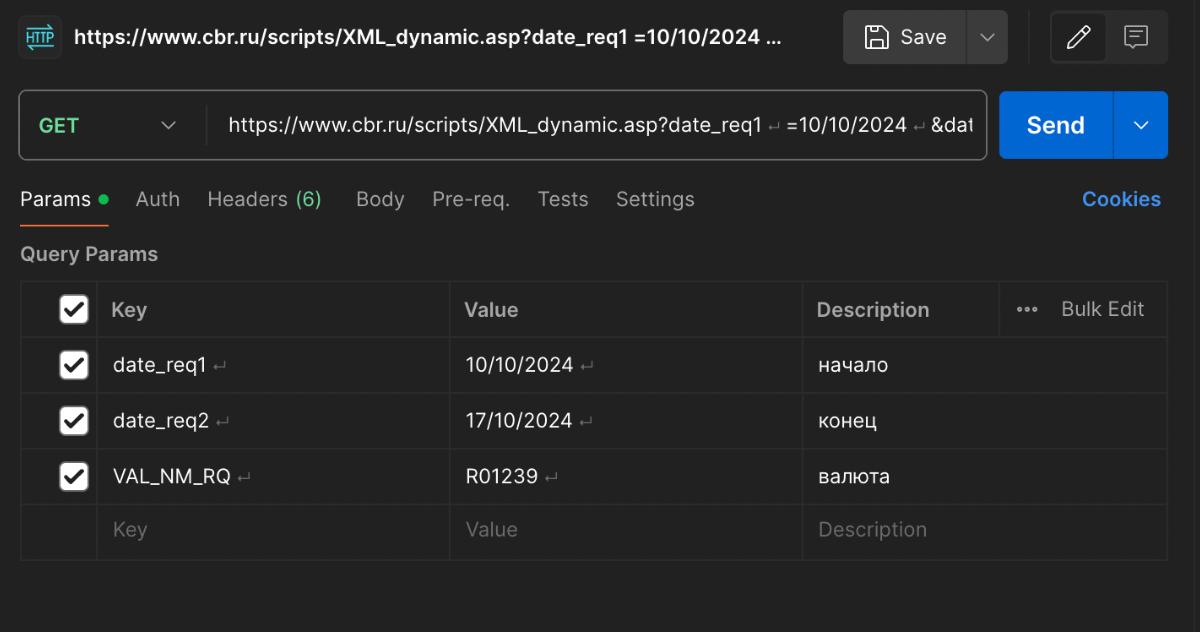 HTTP
https://www.cbr.ru/scripts/XML_dynamic.asp?date_req1 =10/10/2024 ...
Save
GET
https://www.cbr.ru/scripts/XML_dynamic.asp?date_req1 ↵ =10/10/2024 ↵ &dat
Send
Params Auth Headers (6) Body Pre-req. Tests Settings Cookies
Query Params
Key Value Description ••• Bulk Edit
date_req1 ↵ 10/10/2024 ↵ начало
date_req2 ↵ 17/10/2024 ↵ конец
VAL_NM_RQ ↵ R01239 ↵ валюта
Key Value Description